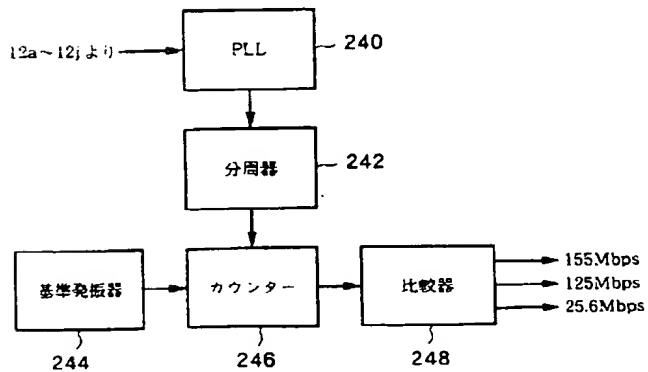 12a~12jより
PLL
240
分周器
242
基準発振器
カウンター
比較器
155Mbps
125Mbps
25.6Mbps
244
246
248